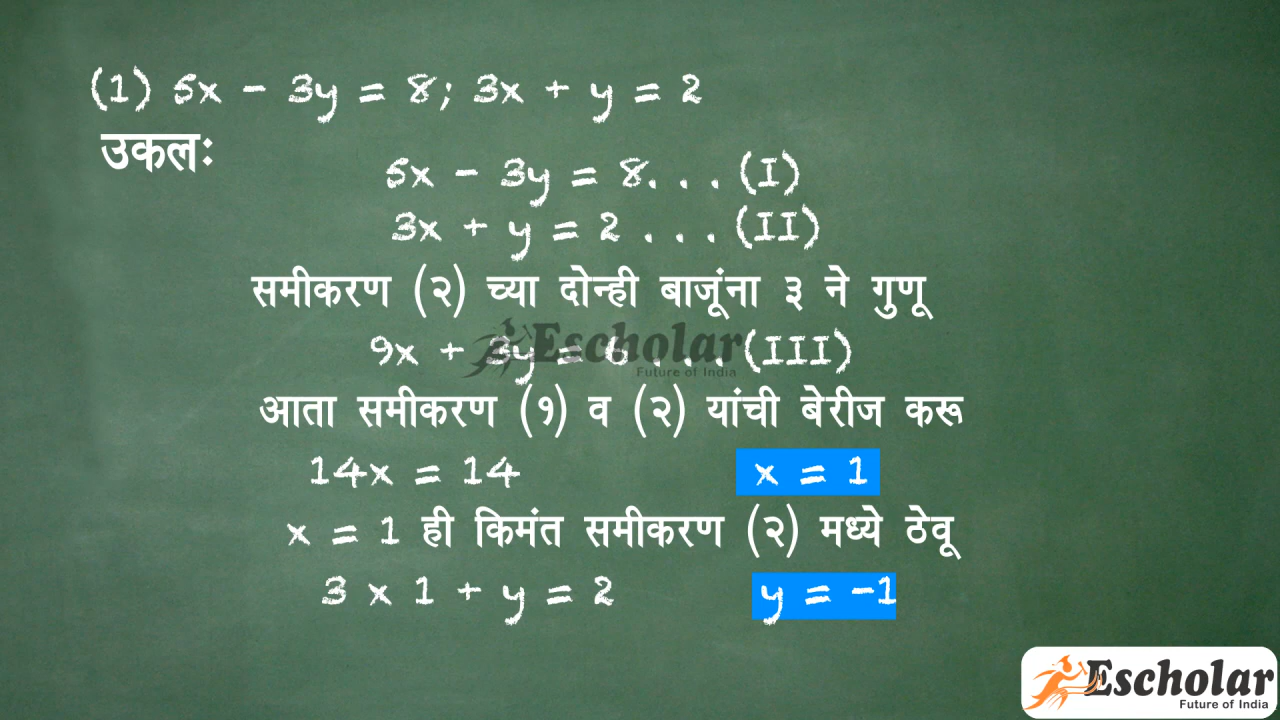 (1) 5x - 3y = 8; 3x + y = 2
उकलः
5x - 3y = 8. . . (I)
3x + y = 2 . . . (II)
समीकरण (२) च्या दोन्ही बाजूंना ३ ने गुणू
9x + 3y = 6 . . . (III)
आता समीकरण (१) व (२) यांची बेरीज करू
14x = 14 x = 1
x = 1 ही किमंत समीकरण (२) मध्ये ठेवू
3 x 1 + y = 2 y = -1
Escholar
Future of India
Escholar
Future of India